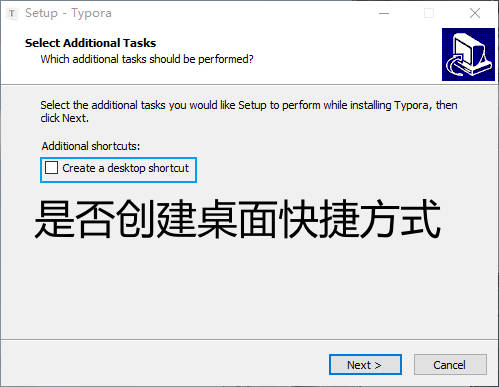 T Setup - Typora
Select Additional Tasks
Which additional tasks should be performed?
Select the additional tasks you would like Setup to perform while installing Typora, then
click Next.
Additional shortcuts:
Create a desktop shortcut
是否创建桌面快捷方式
Next >
Cancel